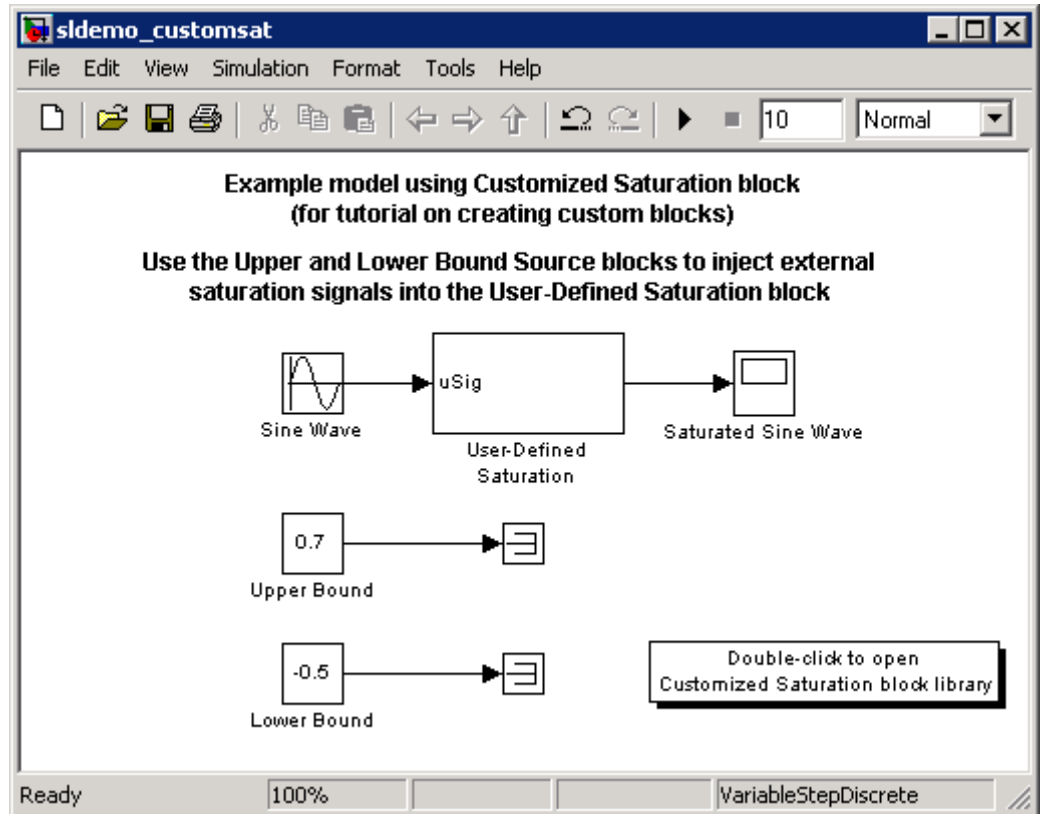 sldemo_customsat
File Edit View Simulation Format Tools Help
10 Normal
Example model using Customized Saturation block
(for tutorial on creating custom blocks)
Use the Upper and Lower Bound Source blocks to inject external
saturation signals into the User-Defined Saturation block
uSig
Sine Wave
User-Defined
Saturation
Saturated Sine Wave
0.7
Upper Bound
-0.5
Lower Bound
Double-click to open
Customized Saturation block library
Ready 100% VariableStepDiscrete